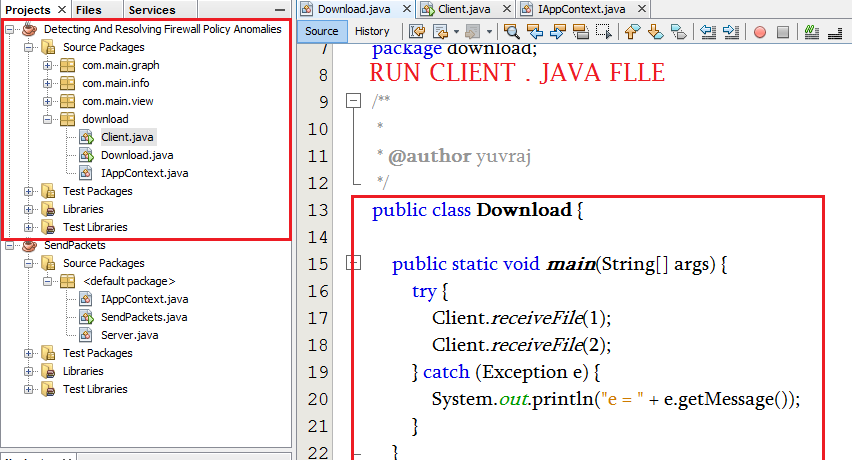 Projects
Files
Services
Detecting And Resolving Firewall Policy Anomalies
Source Packages
com.main.graph
com.main.info
com.main.view
download
Client.java
Download.java
IAppContext.java
Test Packages
Libraries
Test Libraries
SendPackets
Source Packages
<default package>
IAppContext.java
SendPackets.java
Server.java
Test Packages
Libraries
Test Libraries
Download.java
Client.java
IAppContext.java
Source
History
7 package download;
8 RUN CLIENT . JAVA FLLE
9 /**
10 *
11 * @author yuvraj
12 */
13 public class Download {
14
15 public static void main(String[] args) {
16 try {
17 Client.receiveFile(1);
18 Client.receiveFile(2);
19 } catch (Exception e) {
20 System.out.println("e = " + e.getMessage());
21 }
22 }